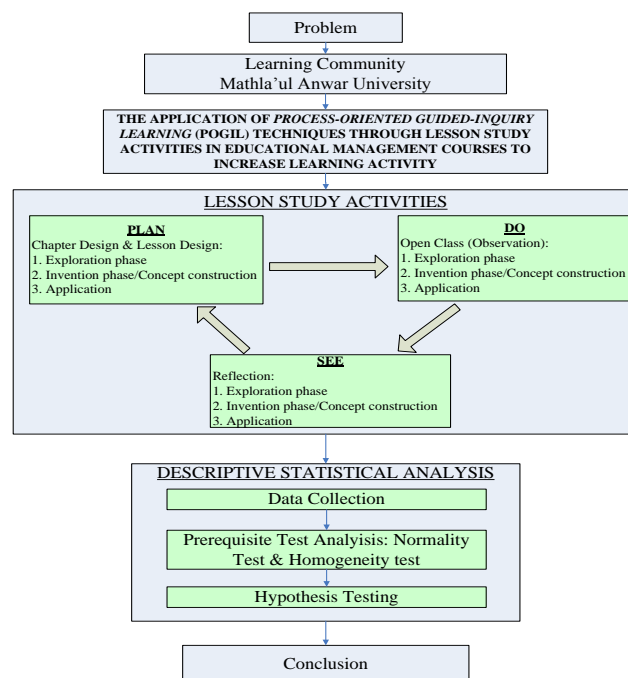 Problem
Learning Community
Mathla'ul Anwar University
THE APPLICATION OF PROCESS-ORIENTED GUIDED-INQUIRY
LEARNING (POGIL) TECHNIQUES THROUGH LESSON STUDY
ACTIVITIES IN EDUCATIONAL MANAGEMENT COURSES TO
INCREASE LEARNING ACTIVITY
LESSON STUDY ACTIVITIES
PLAN
Chapter Design & Lesson Design:
1. Exploration phase
2. Invention phase/Concept construction
3. Application
DO
Open Class (Observation):
1. Exploration phase
2. Invention phase/Concept construction
3. Application
SEE
Reflection:
1. Exploration phase
2. Invention phase/Concept construction
3. Application
DESCRIPTIVE STATISTICAL ANALYSIS
Data Collection
Prerequisite Test Analyisis: Normality
Test & Homogeneity test
Hypothesis Testing
Conclusion